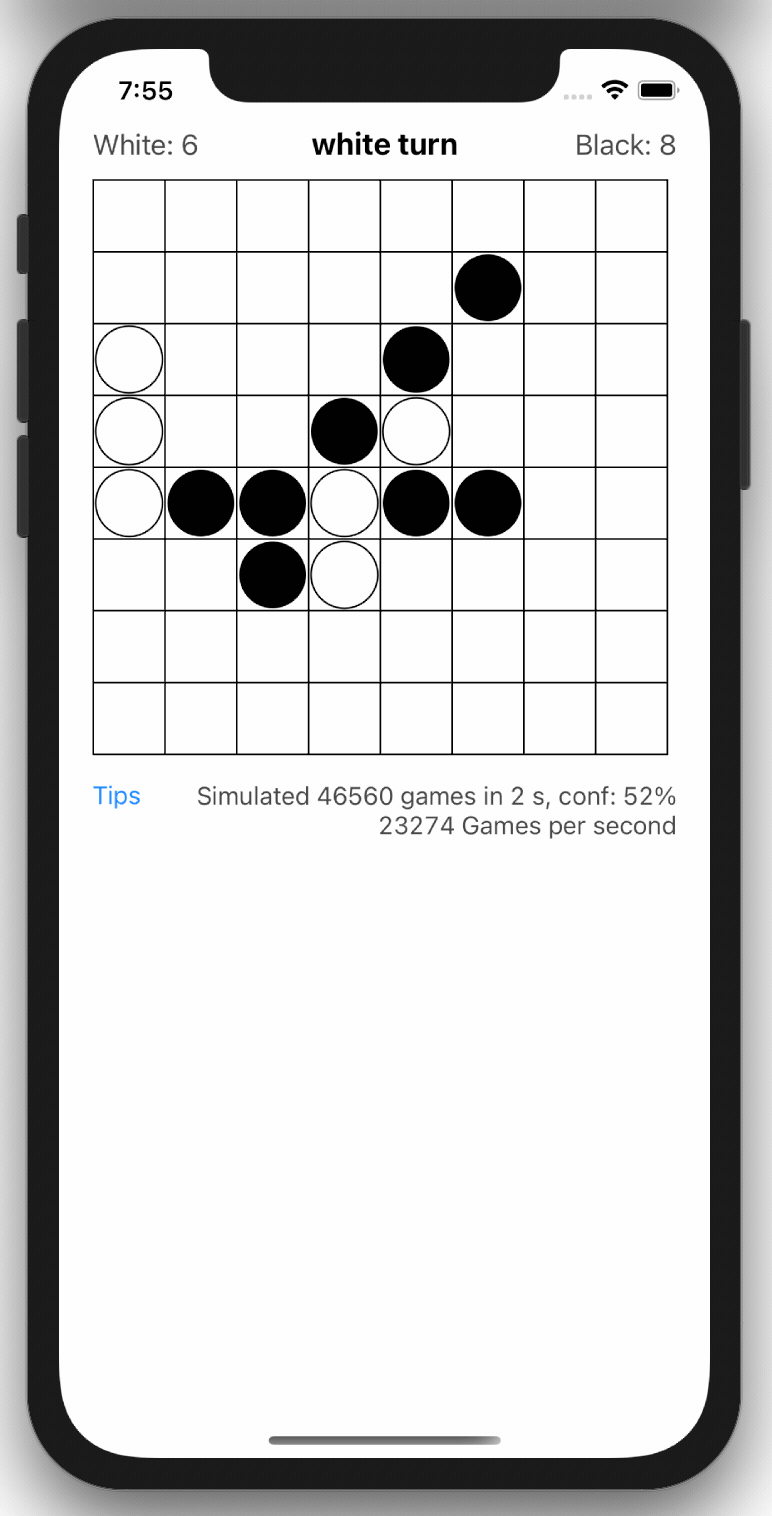 7:55
White: 6 white turn Black: 8
Tips Simulated 46560 games in 2 s, conf: 52%
23274 Games per second